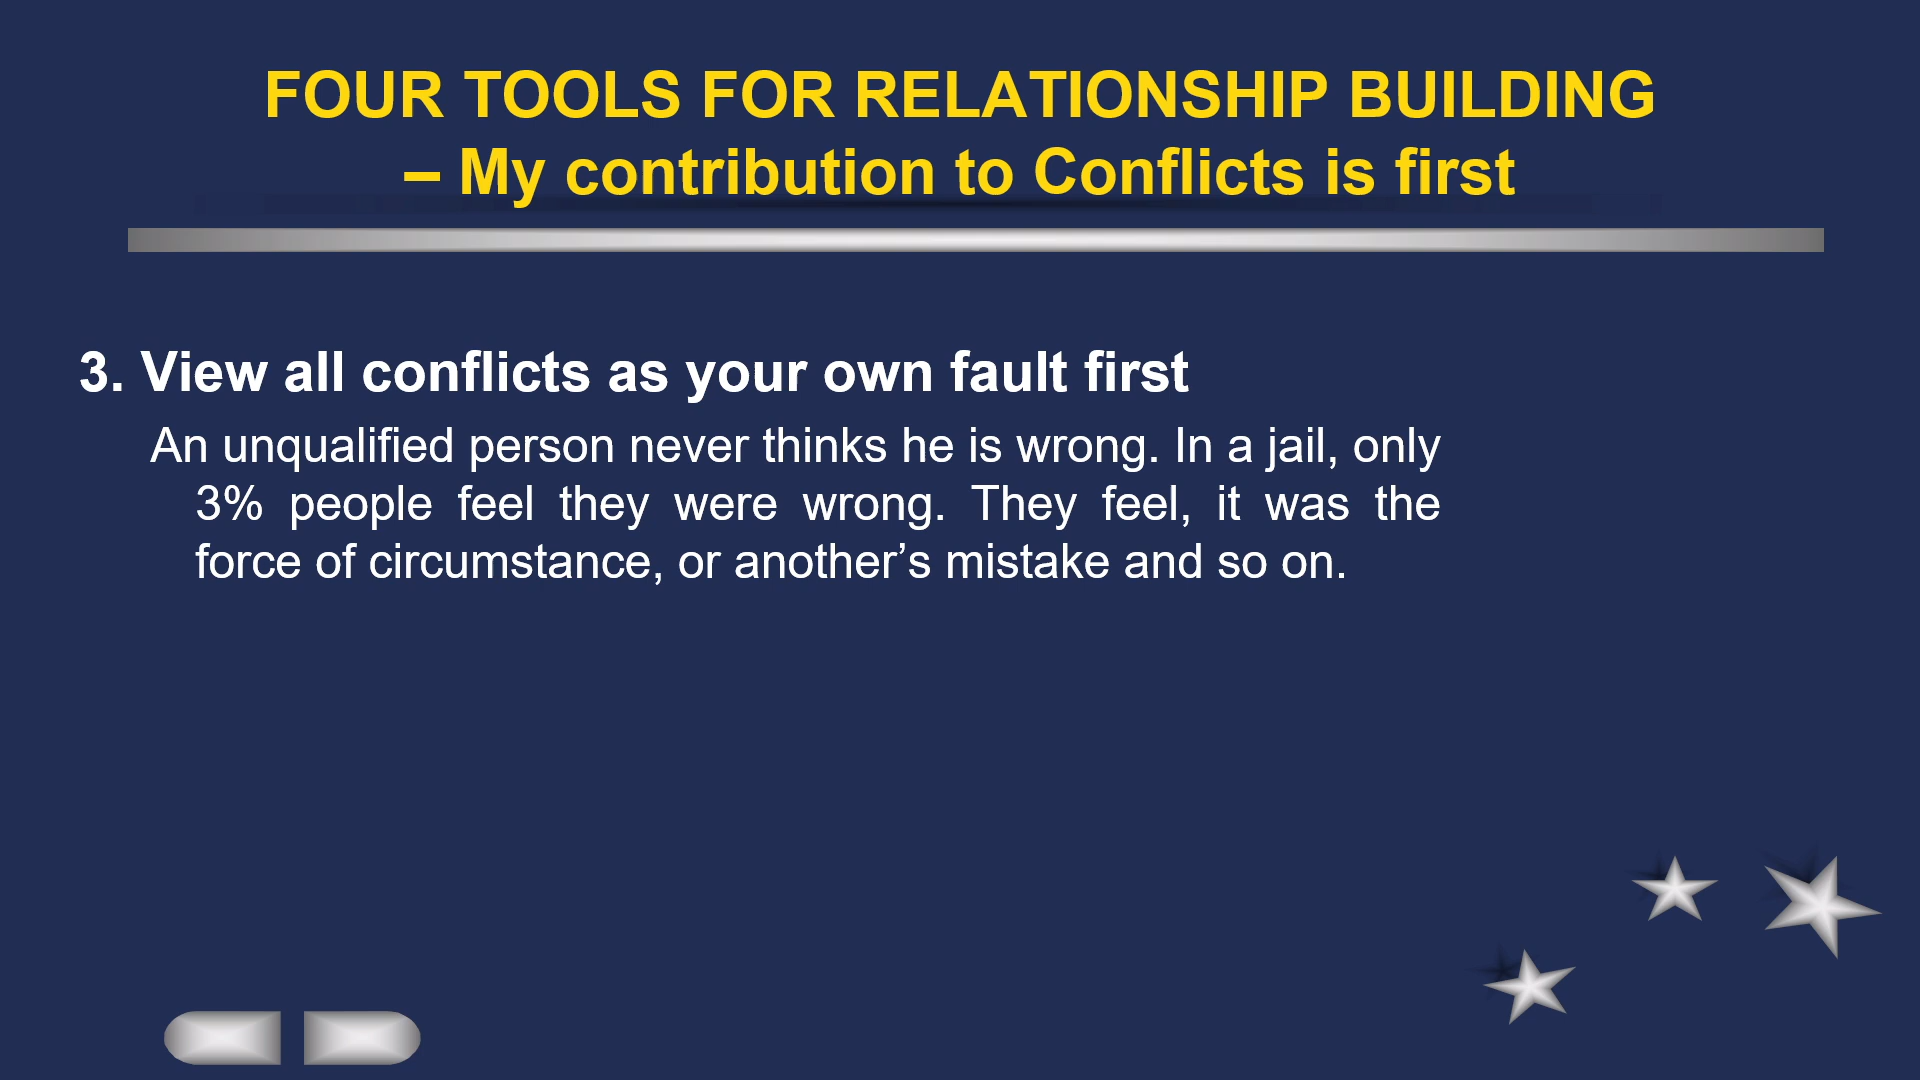 FOUR TOOLS FOR RELATIONSHIP BUILDING
– My contribution to Conflicts is first
3. View all conflicts as your own fault first
An unqualified person never thinks he is wrong. In a jail, only
3% people feel they were wrong. They feel, it was the
force of circumstance, or another’s mistake and so on.